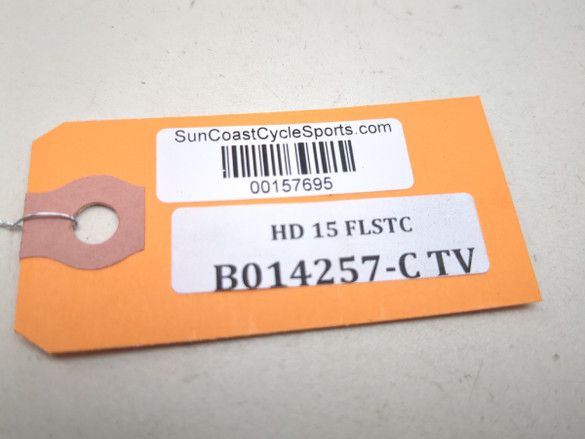 SunCoastCycleSports.com
00157695
HD 15 FLSTC
B014257-C TV